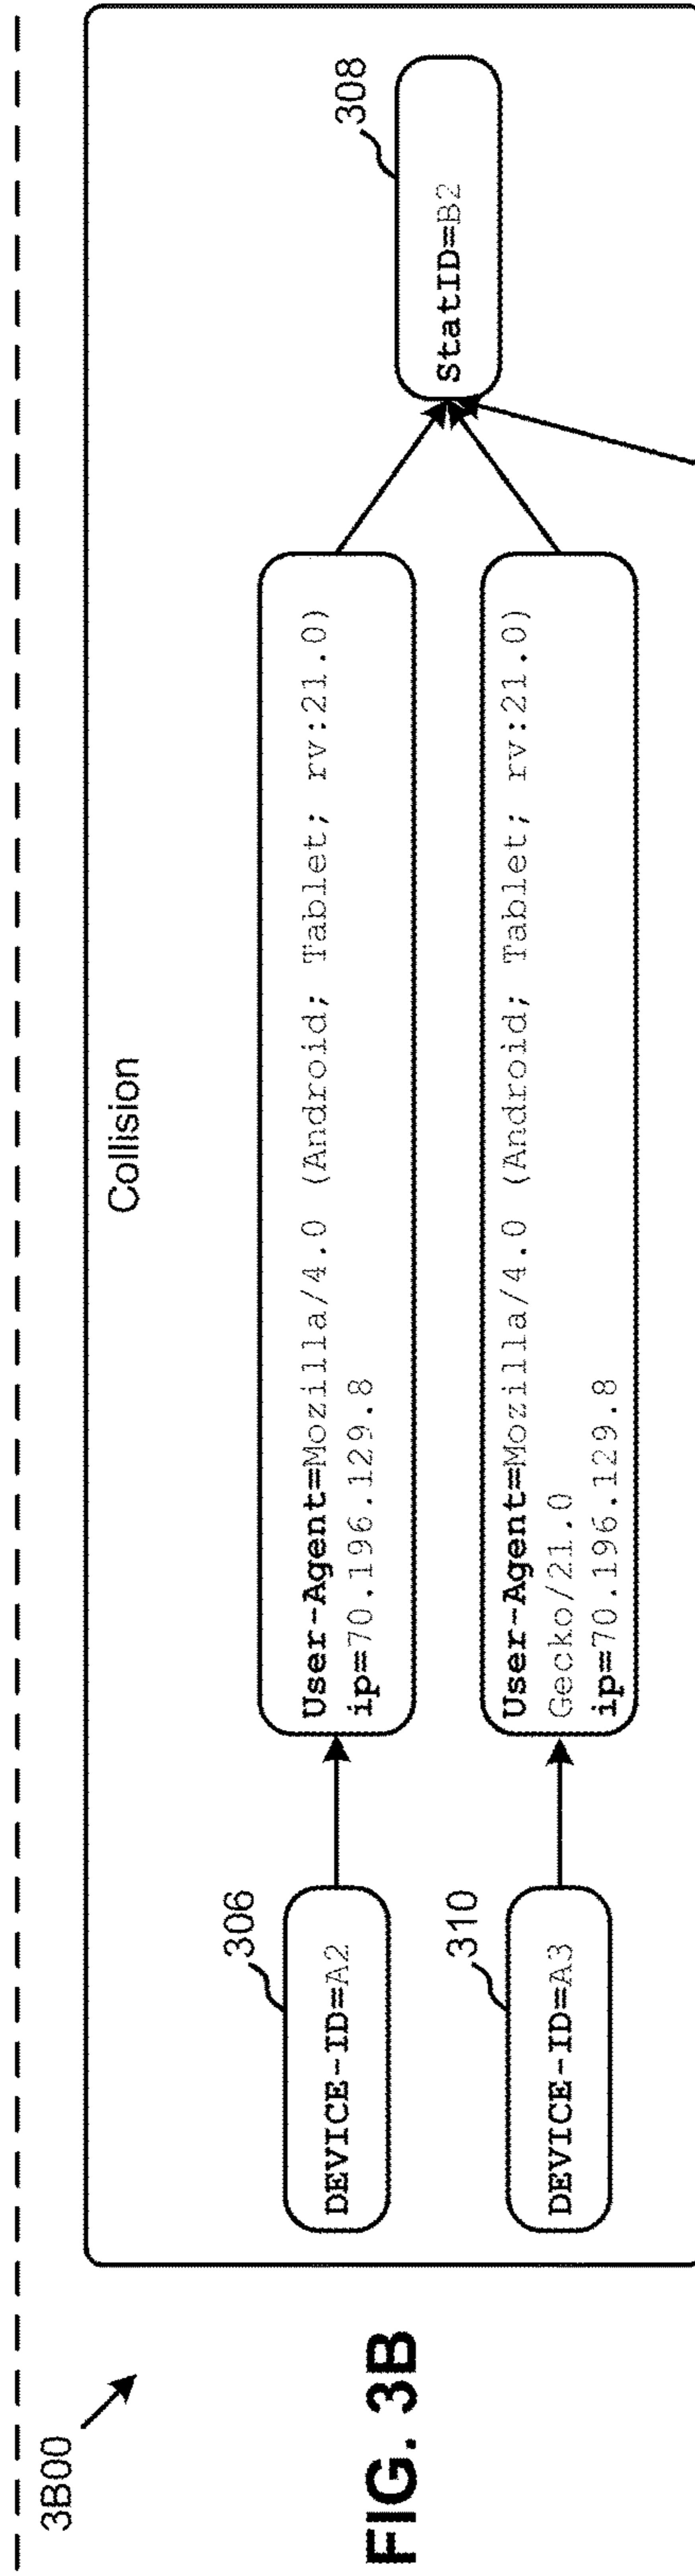 3B00
FIG. 3B
Collision
306
DEVICE-ID=A2
User-Agent=Mozilla/4.0 (Android; Tablet; rv:21.0)
ip=70.196.129.8
308
StatID=B2
310
DEVICE-ID=A3
User-Agent=Mozilla/4.0 (Android; Tablet; rv:21.0)
Gecko/21.0
ip=70.196.129.8